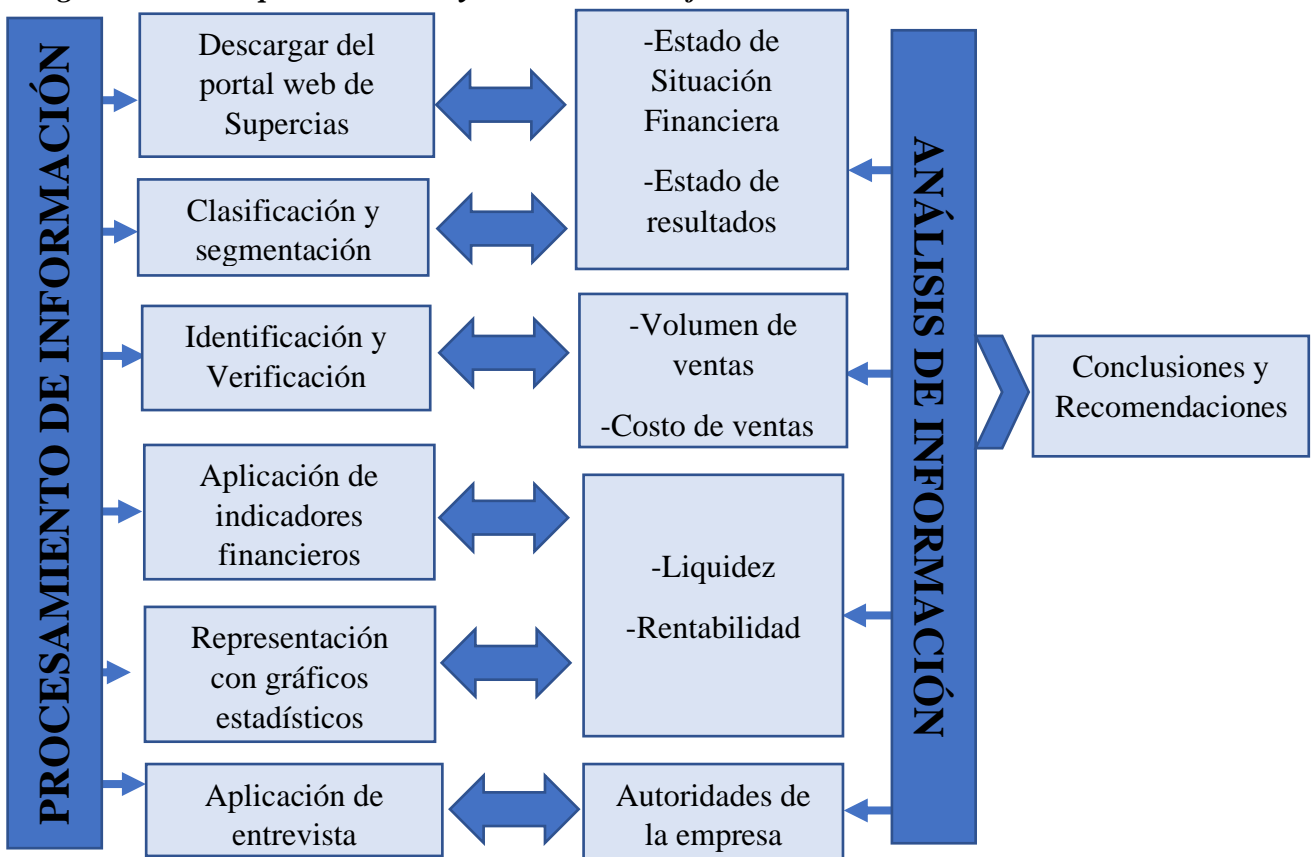 PROCESAMIENTO DE INFORMACIÓN
Descargar del
portal web de
Supercias
Clasificación y
segmentación
Identificación y
Verificación
Aplicación de
indicadores
financieros
Representación
con gráficos
estadísticos
Aplicación de
entrevista
-Estado de
Situación
Financiera
-Estado de
resultados
-Volumen de
ventas
-Costo de ventas
-Liquidez
-Rentabilidad
Autoridades de
la empresa
ANÁLISIS DE INFORMACIÓN
Conclusiones y
Recomendaciones